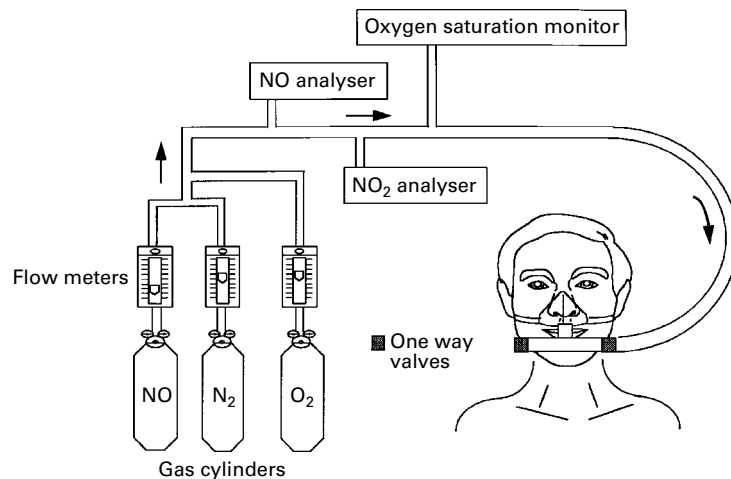 Oxygen saturation monitor
NO analyser
NO₂ analyser
Flow meters
One way
valves
NO
N₂
O₂
Gas cylinders